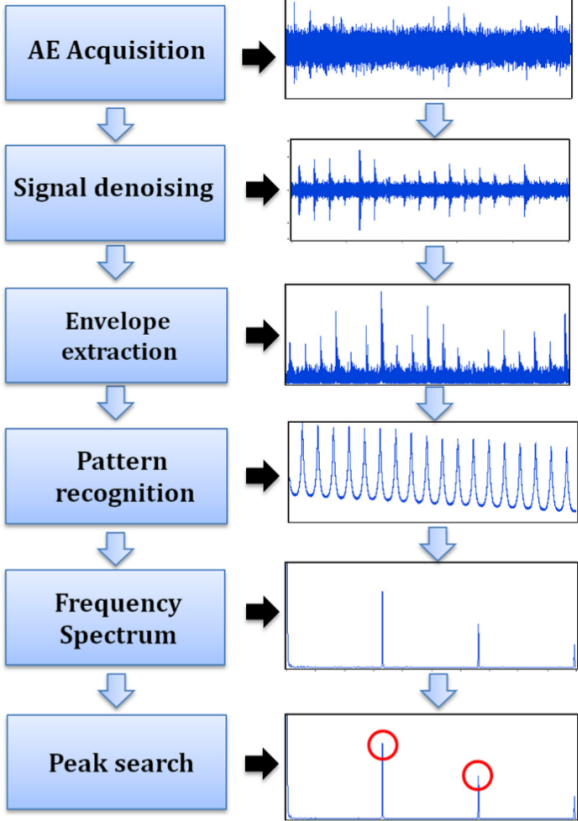 AE Acquisition
Signal denoising
Envelope
extraction
Pattern
recognition
Frequency
Spectrum
Peak search